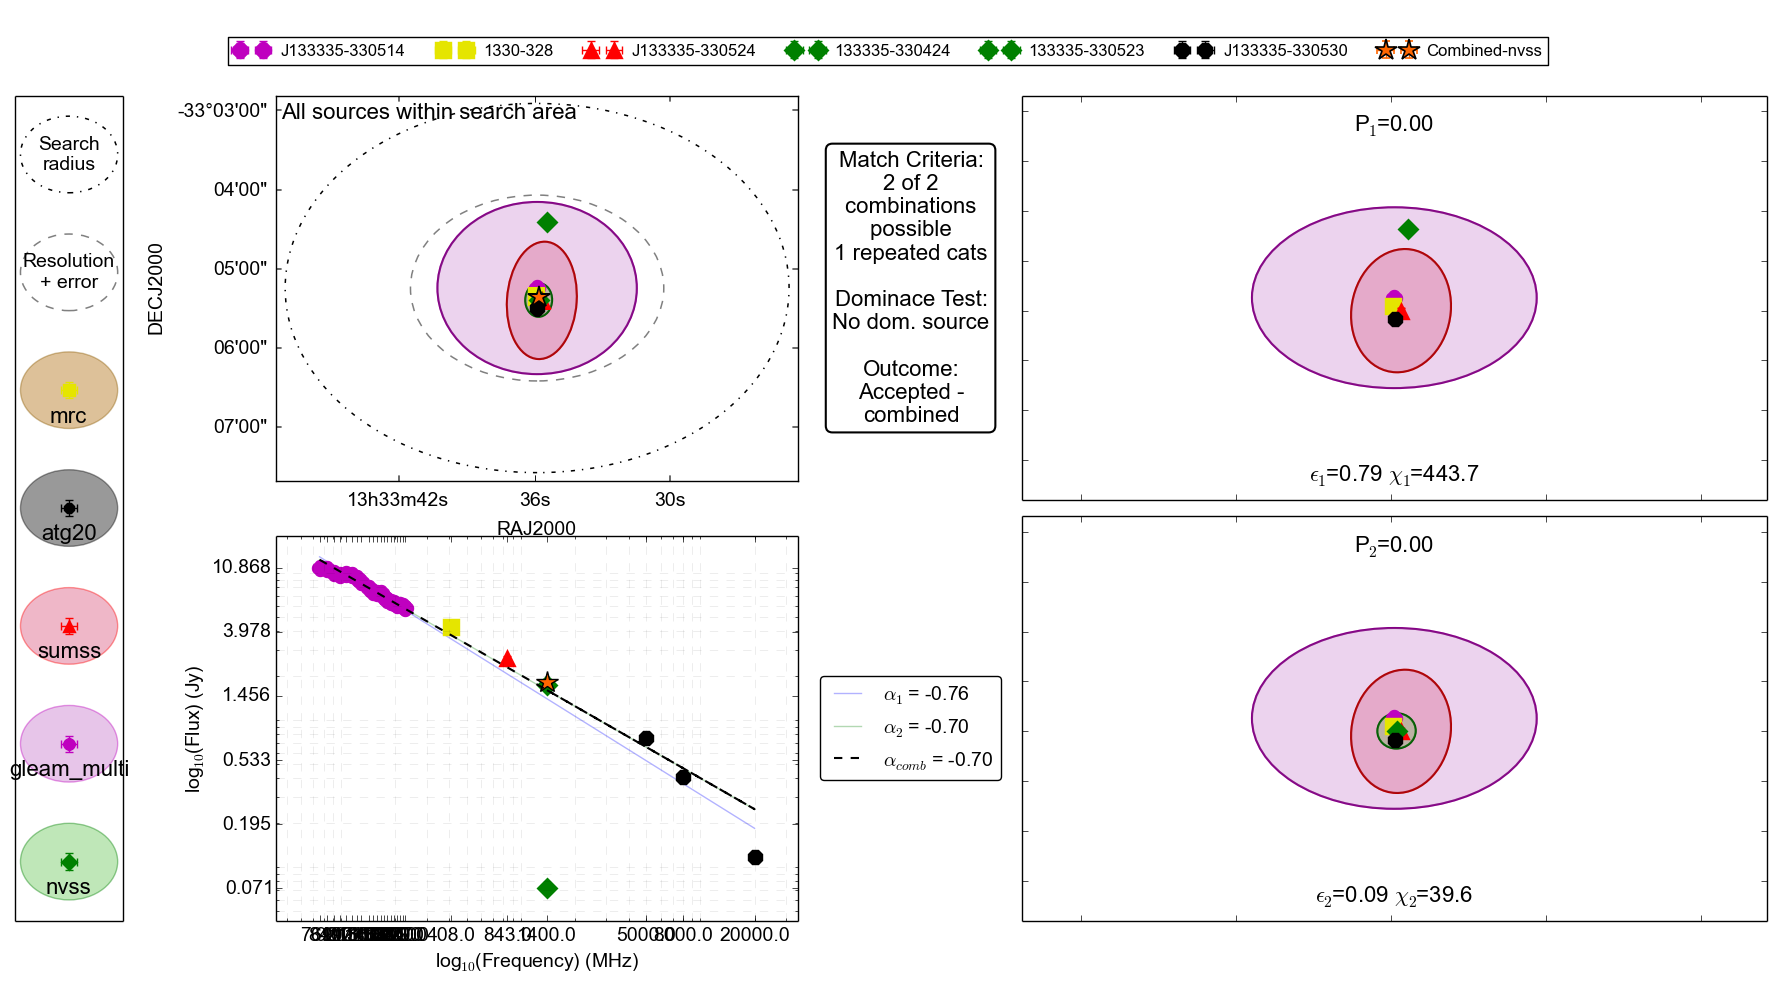 J133335-330514 1330-328 J133335-330524 133335-330424 133335-330523 J133335-330530 Combined-nvss
Search
radius
Resolution
+ error
mrc
atg20
sumss
gleam_multi
nvss
All sources within search area
-33°03'00"
04'00"
05'00"
06'00"
07'00"
DECJ2000
13h33m42s 36s 30s
RAJ2000
Match Criteria:
2 of 2
combinations
possible
1 repeated cats
Dominace Test:
No dom. source
Outcome:
Accepted -
combined
P1=0.00
ϵ1=0.79 χ1=443.7
10.868
3.978
1.456
0.533
0.195
0.071
log10(Flux) (Jy)
408.0 843.0 1400.0 5000.0 8000.0 20000.0
log10(Frequency) (MHz)
α1 = -0.76
α2 = -0.70
αcomb = -0.70
P2=0.00
ϵ2=0.09 χ2=39.6